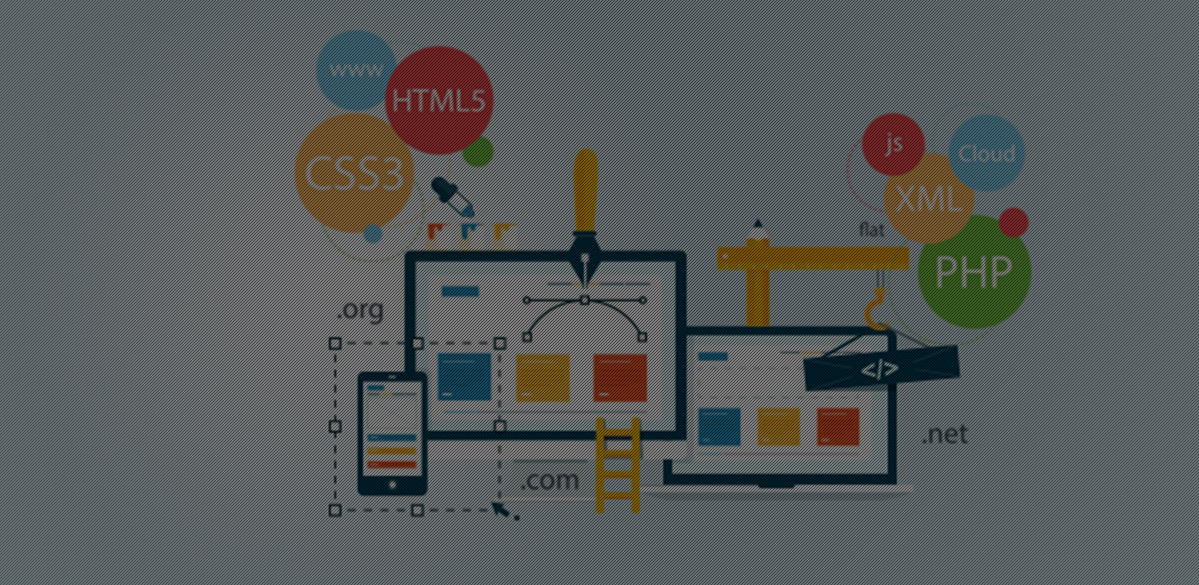 www
HTML5
CSS3
js
Cloud
XML
flat
PHP
.org
</>
.net
.com